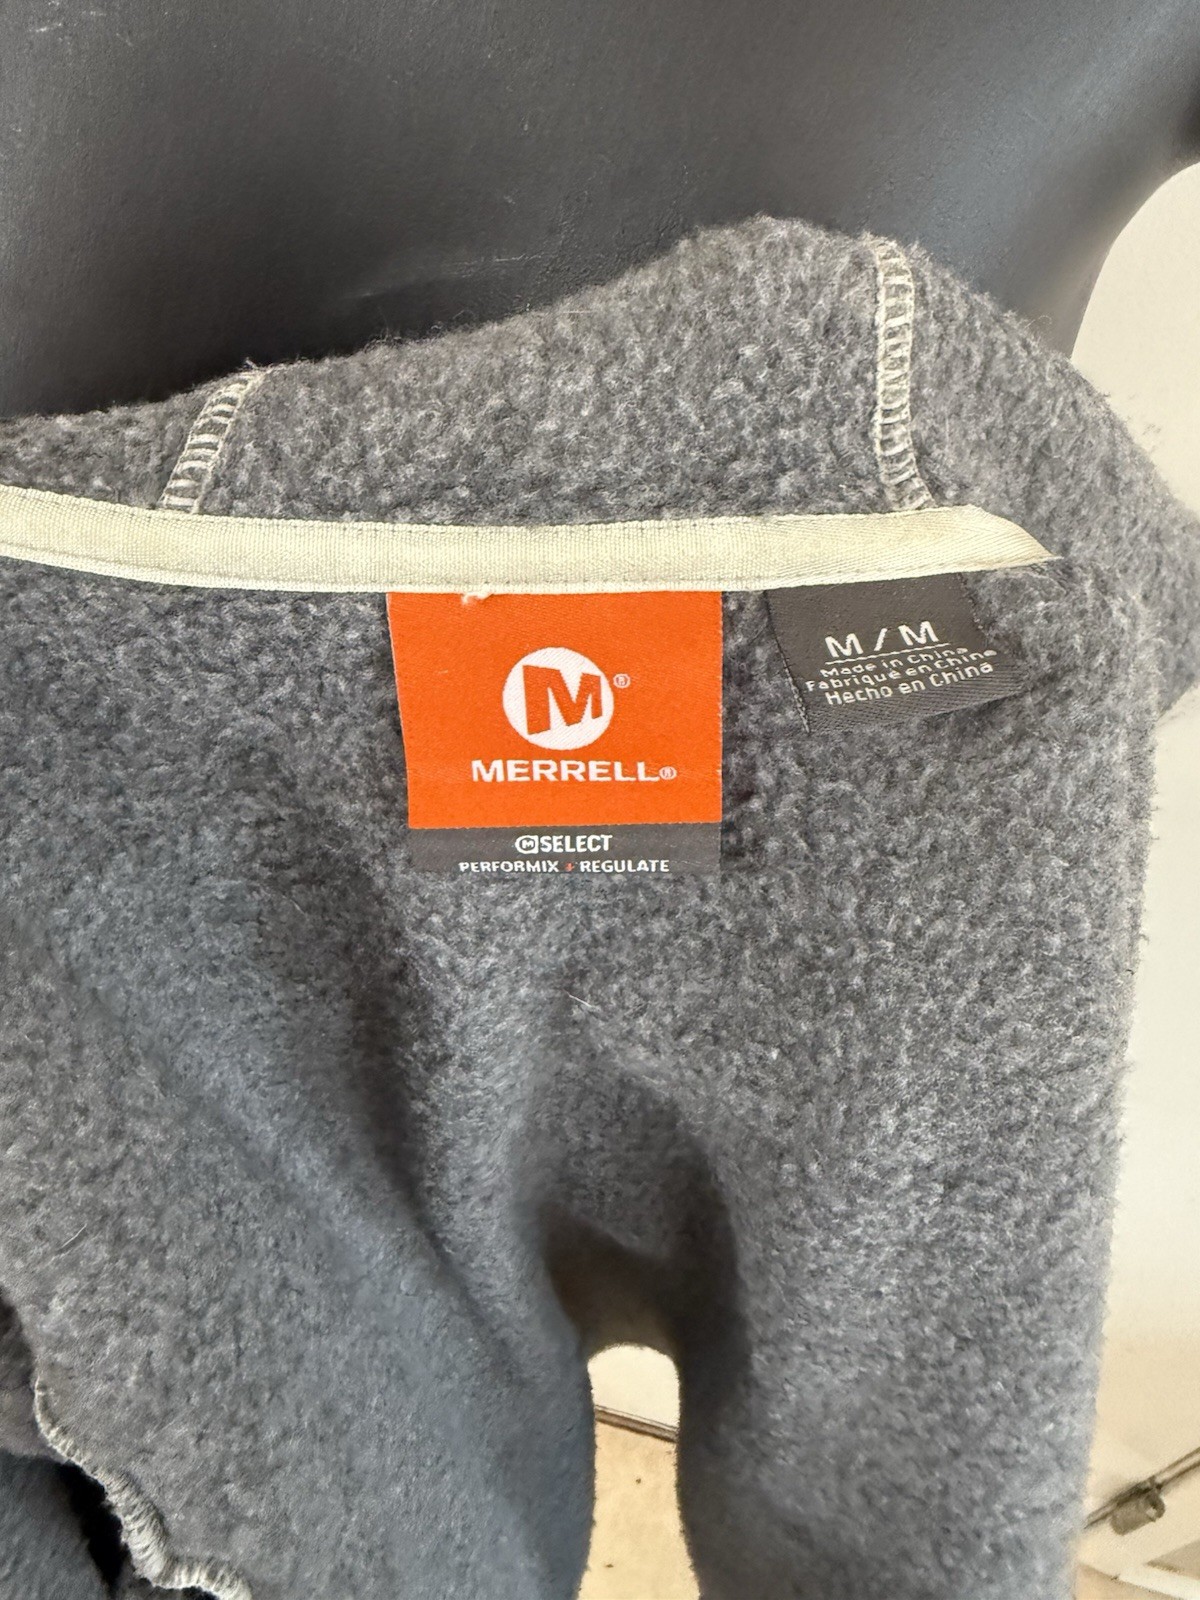 M®
MERRELL®
M SELECT
PERFORMIX + REGULATE
M / M
Made in China
Fabriqué en Chine
Hecho en China